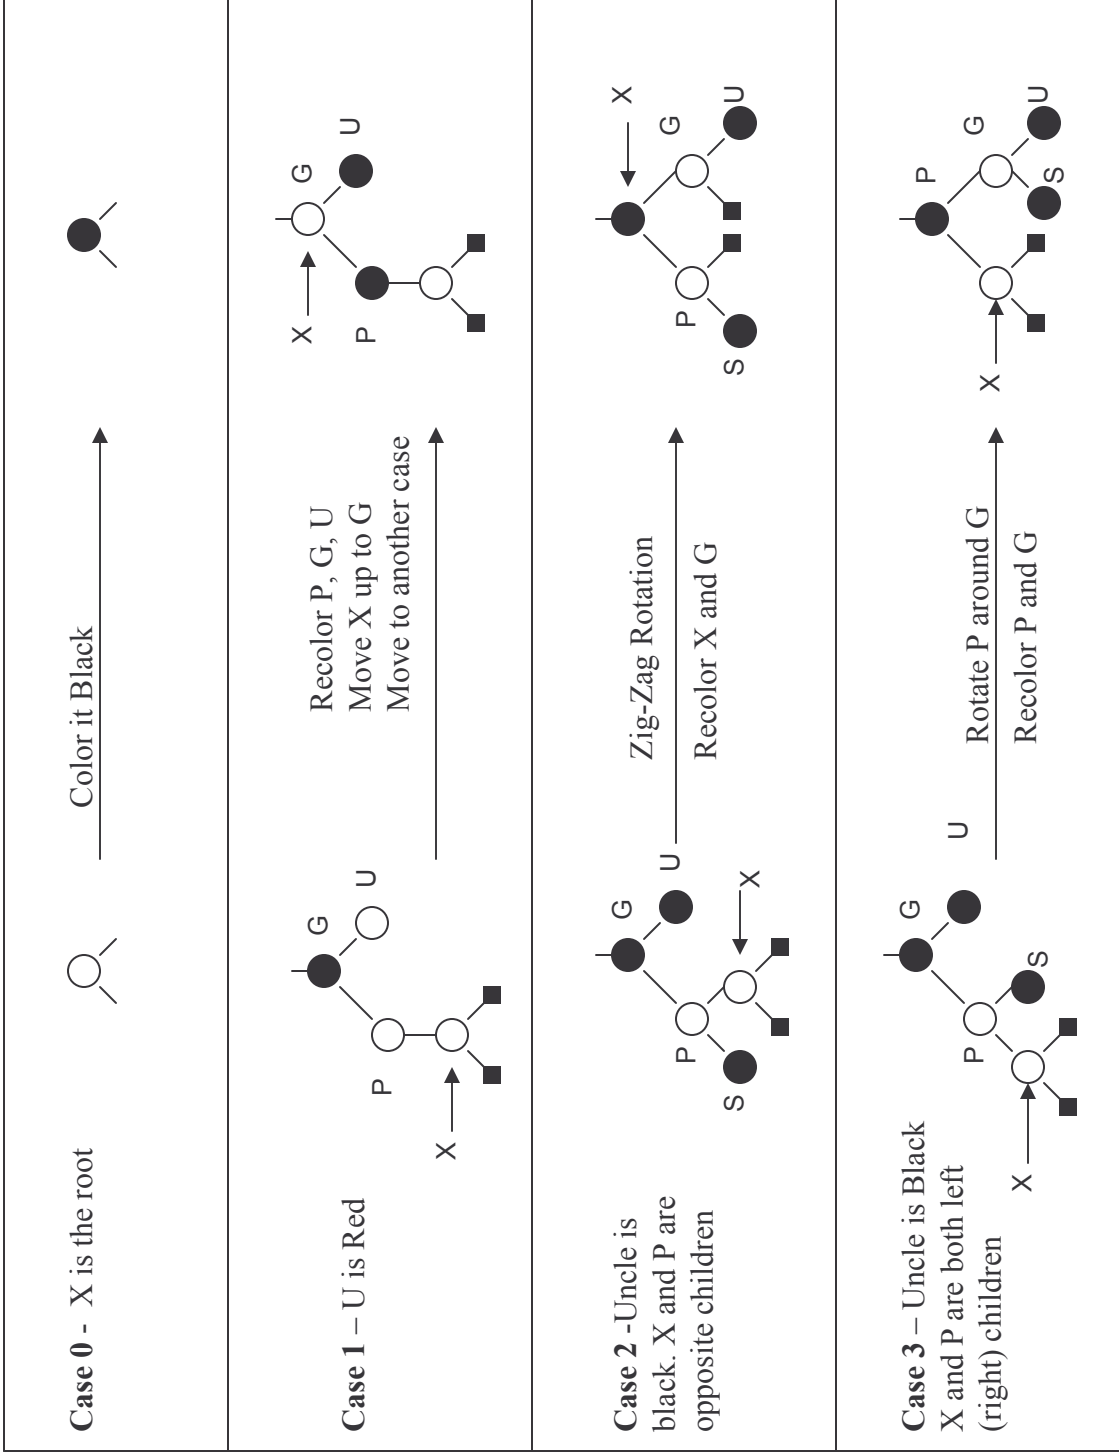 Case 0 - X is the root
Color it Black
Case 1 – U is Red
X
P
G
U
Recolor P, G, U
Move X up to G
Move to another case
X
P
G
U
Case 2 -Uncle is
black. X and P are
opposite children
S
P
G
U
X
Zig-Zag Rotation
Recolor X and G
S
P
G
U
X
Case 3 – Uncle is Black
X and P are both left
(right) children
X
P
S
G
U
Rotate P around G
Recolor P and G
X
P
S
G
U